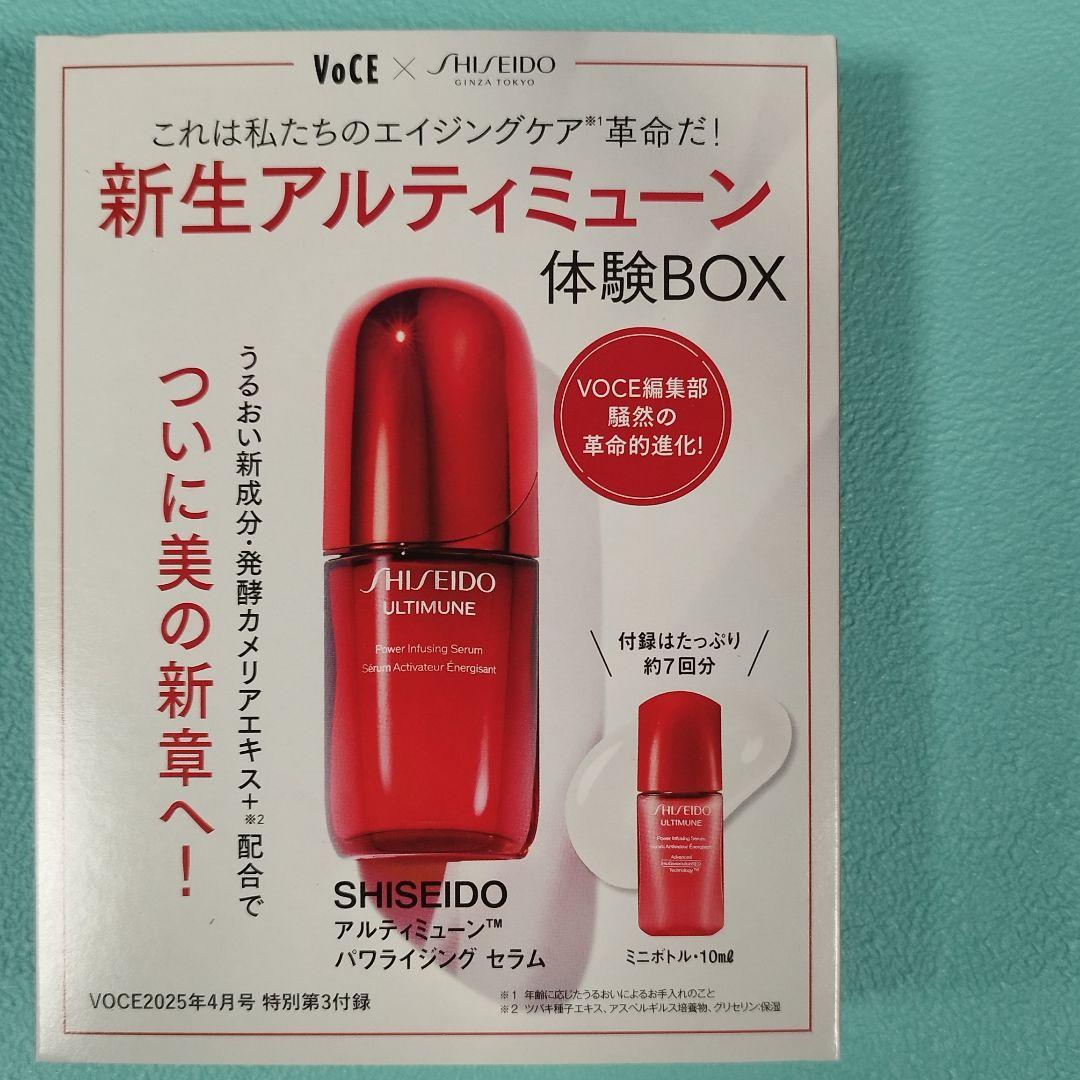 VoCE × SHISEIDO
GINZA TOKYO
これは私たちのエイジングケア※1革命だ!
新生アルティミューン
体験BOX
VOCE編集部
騒然の
革命的進化!
うるおい新成分・発酵カメリアエキス+※2配合で
ついに美の新章へ!
SHISEIDO
ULTIMUNE
Power Infusing Serum
Sérum Activateur Énergisant
付録はたっぷり
約7回分
SHISEIDO
ULTIMUNE
Power Infusing Serum
Sérum Activateur Énergisant
Advanced
Technology™
ミニボトル・10mℓ
SHISEIDO
アルティミューン™
パワライジング セラム
VOCE2025年4月号 特別第3付録
※1 年齢に応じたうるおいによるお手入れのこと
※2 ツバキ種子エキス、アスペルギルス培養物、グリセリン:保湿